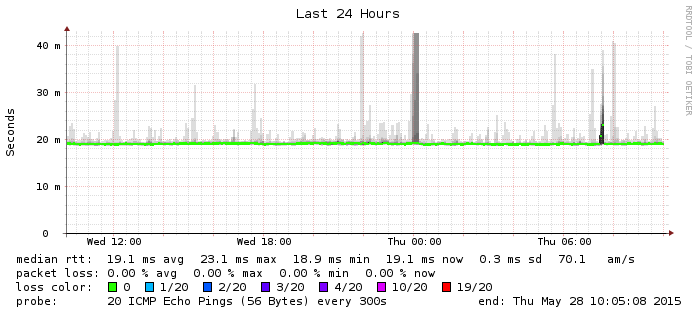 Last 24 Hours
RRDTOOL / TOBI OETIKER
Seconds
40 m
30 m
20 m
10 m
0
Wed 12:00 Wed 18:00 Thu 00:00 Thu 06:00
median rtt: 19.1 ms avg 23.1 ms max 18.9 ms min 19.1 ms now 0.3 ms sd 70.1 am/s
packet loss: 0.00 % avg 0.00 % max 0.00 % min 0.00 % now
loss color: 0 1/20 2/20 3/20 4/20 10/20 19/20
probe: 20 ICMP Echo Pings (56 Bytes) every 300s end: Thu May 28 10:05:08 2015